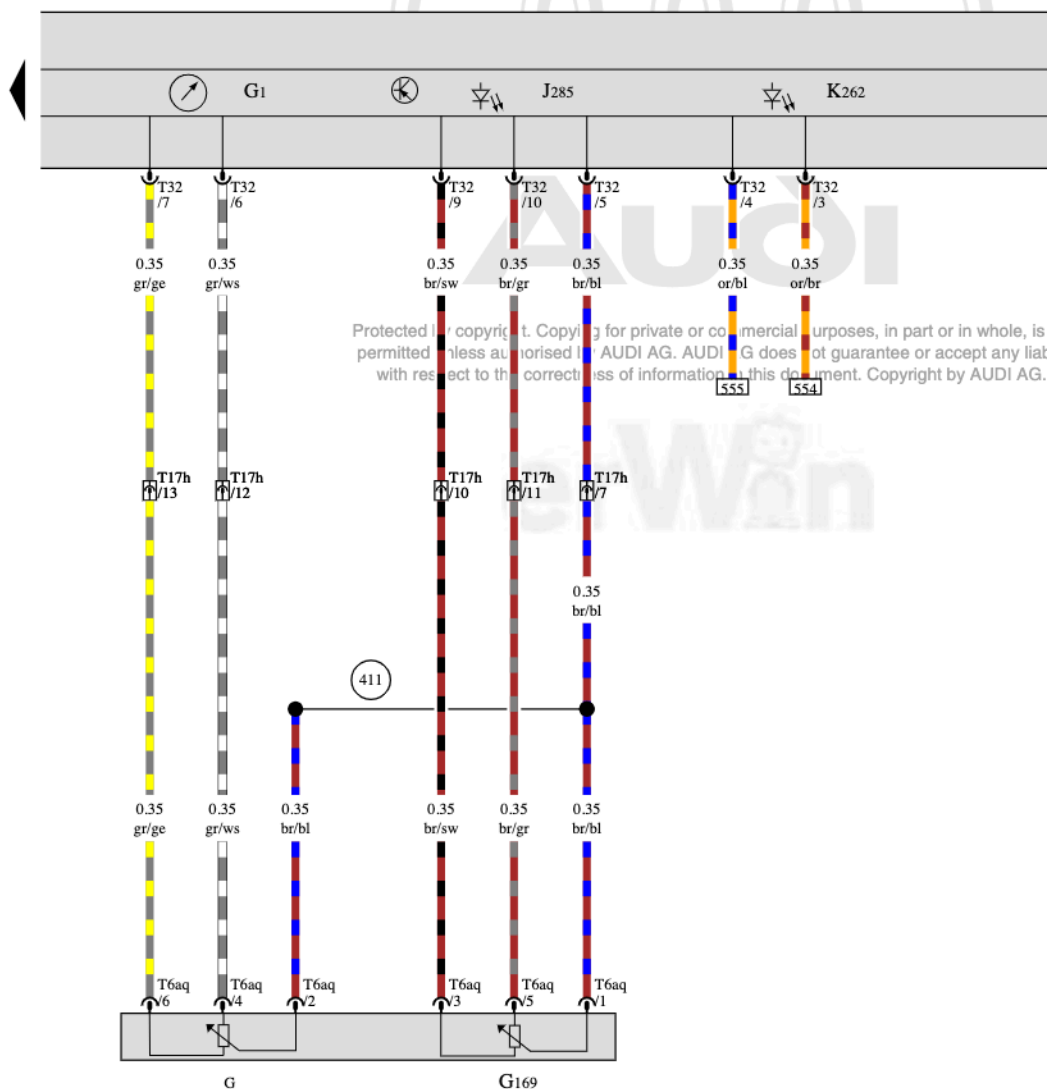 G1 J285 K262
T32 T32 T32 T32 T32 T32 T32
/7 /6 /9 /10 /5 /4 /3
Audi
0.35 0.35 0.35 0.35 0.35 0.35 0.35
gr/ge gr/ws br/sw br/gr br/bl or/bl or/br
Protected by copyright. Copying for private or commercial purposes, in part or in whole, is
permitted unless authorised by AUDI AG. AUDI AG does not guarantee or accept any liab
with respect to the correctness of information in this document. Copyright by AUDI AG.
555 554
erWin
T17h T17h T17h T17h T17h
/13 /12 /10 /11 /7
0.35
br/bl
411
0.35 0.35 0.35 0.35 0.35 0.35
gr/ge gr/ws br/bl br/sw br/gr br/bl
T6aq T6aq T6aq T6aq T6aq T6aq
/6 /4 /2 /3 /5 /1
G G169